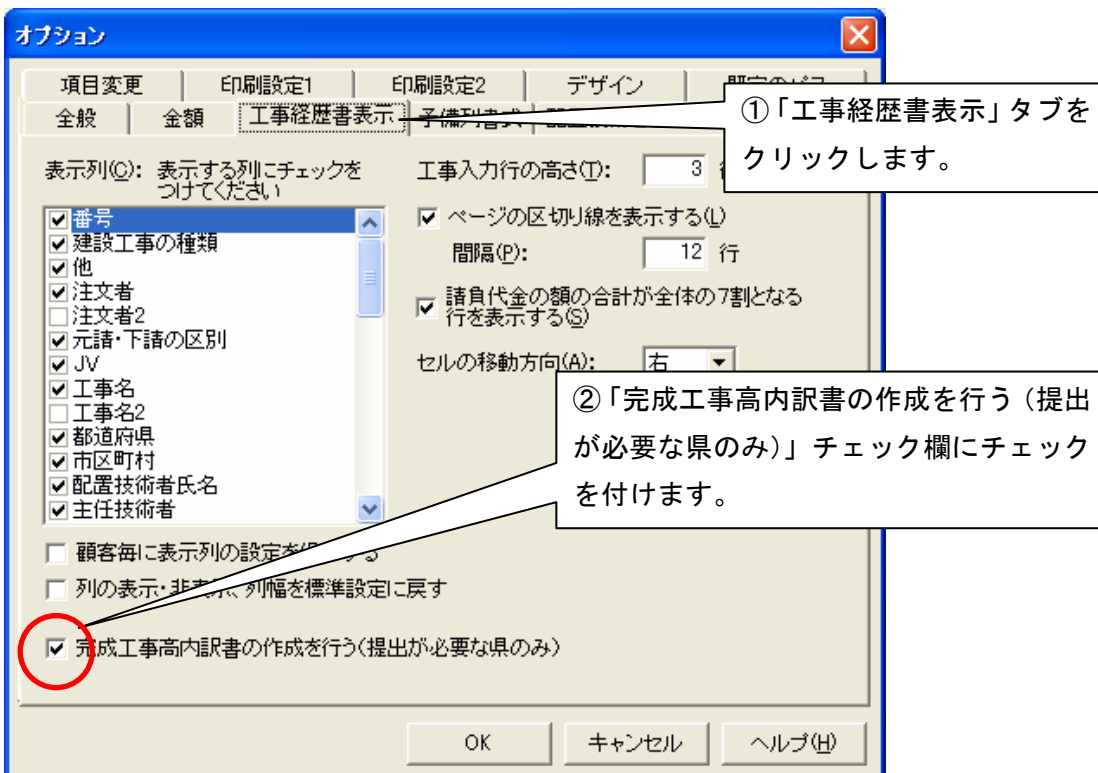 オプション
項目変更
印刷設定1
印刷設定2
デザイン
全般
金額
工事経歴書表示
①「工事経歴書表示」タブを
クリックします。
表示列(C): 表示する列にチェックを
つけてください
番号
建設工事の種類
他
注文者
注文者2
元請・下請の区別
JV
工事名
工事名2
都道府県
市区町村
配置技術者氏名
主任技術者
工事入力行の高さ(T): 3
ページの区切り線を表示する(L)
間隔(P): 12 行
請負代金の額の合計が全体の7割となる
行を表示する(S)
セルの移動方向(A): 右
②「完成工事高内訳書の作成を行う（提出
が必要な県のみ）」チェック欄にチェック
を付けます。
顧客毎に表示列の設定を
列の表示・非表示、列幅を標準設定に戻す
完成工事高内訳書の作成を行う(提出が必要な県のみ)
OK
キャンセル
ヘルプ(H)